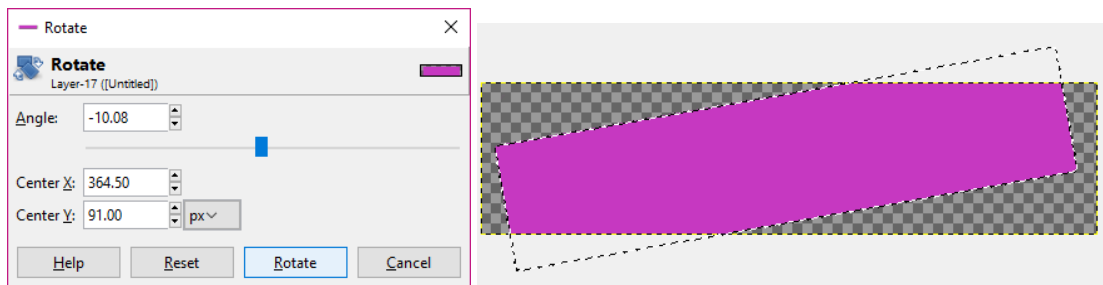 Rotate
Rotate
Layer-17 ([Untitled])
Angle: -10.08
Center X: 364.50
Center Y: 91.00 px
Help Reset Rotate Cancel